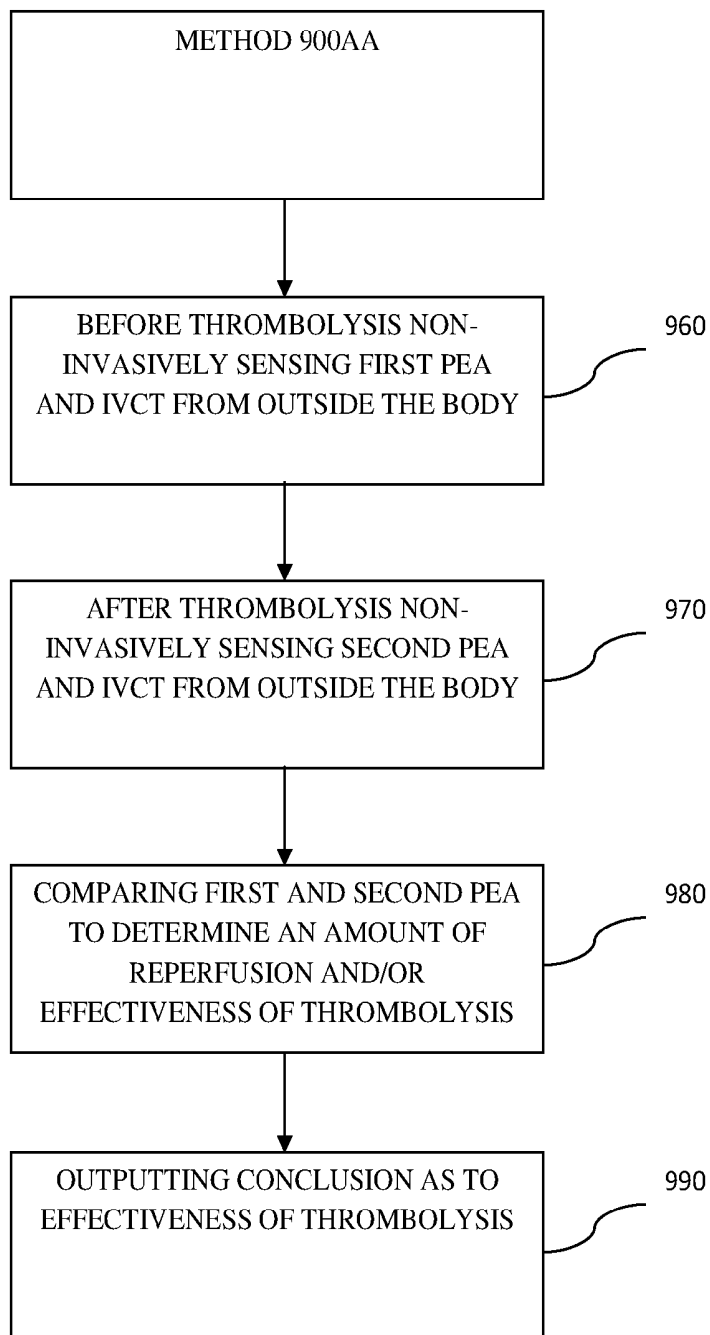 METHOD 900AA
BEFORE THROMBOLYSIS NON-
INVASIVELY SENSING FIRST PEA
AND IVCT FROM OUTSIDE THE BODY
960
AFTER THROMBOLYSIS NON-
INVASIVELY SENSING SECOND PEA
AND IVCT FROM OUTSIDE THE BODY
970
COMPARING FIRST AND SECOND PEA
TO DETERMINE AN AMOUNT OF
REPERFUSION AND/OR
EFFECTIVENESS OF THROMBOLYSIS
980
OUTPUTTING CONCLUSION AS TO
EFFECTIVENESS OF THROMBOLYSIS
990